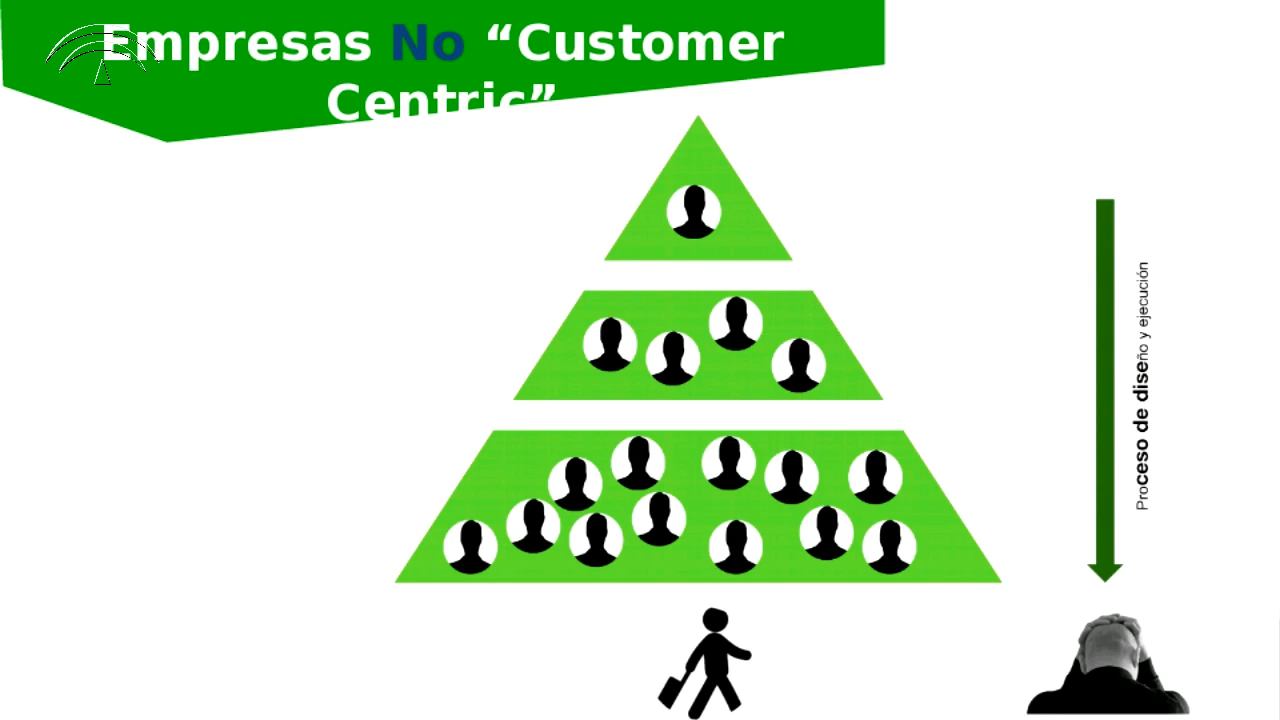 Empresas No “Customer
Centric”
Proceso de diseño y ejecución